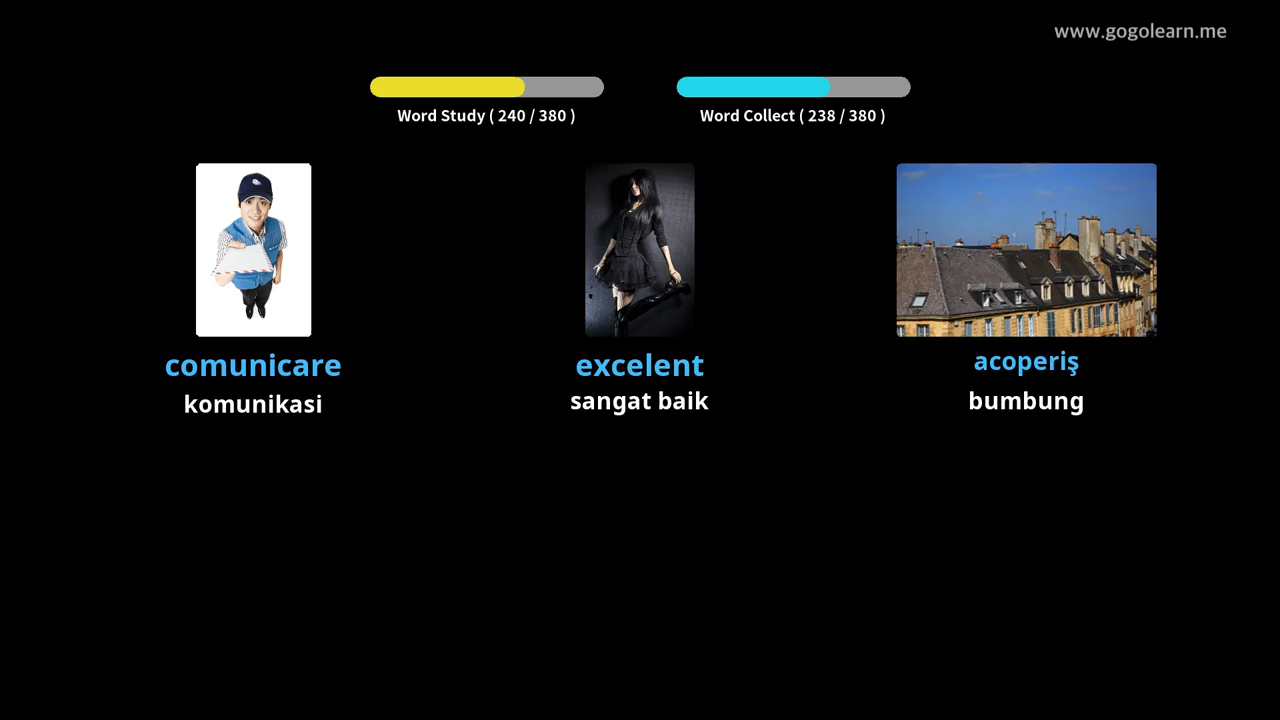 www.gogolearn.me
Word Study ( 240 / 380 )
Word Collect ( 238 / 380 )
comunicare
komunikasi
excelent
sangat baik
acoperiş
bumbung